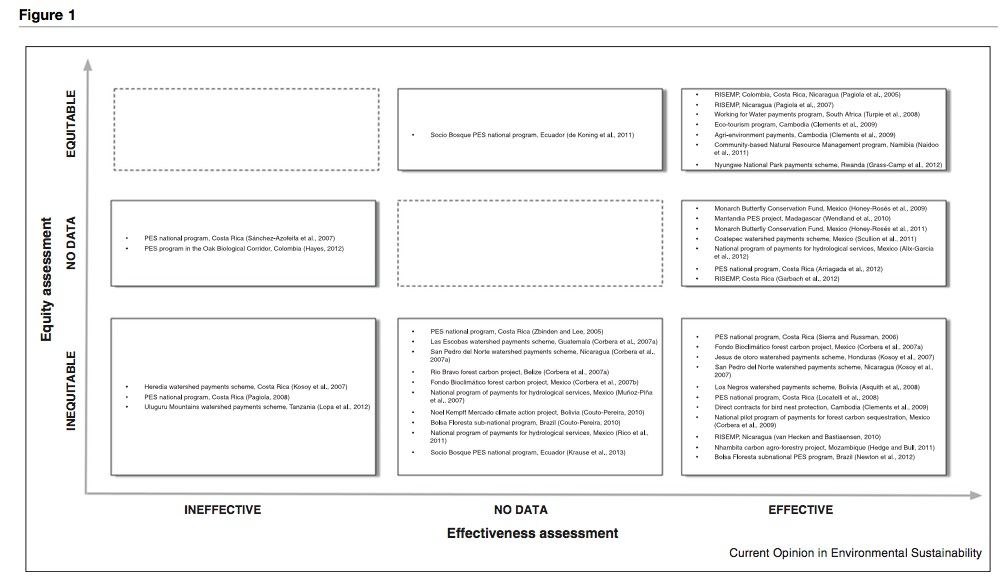 Figure 1
EQUITABLE
• Socio Bosque PES national program, Ecuador (de Koning et al., 2011)
• RISEMP, Colombia, Costa Rica, Nicaragua (Pagiola et al., 2005)
• RISEMP, Nicaragua (Pagiola et al., 2007)
• Working for Water payments program, South Africa (Turpie et al., 2008)
• Eco-tourism program, Cambodia (Clements et al., 2009)
• Agri-environment payments, Cambodia (Clements et al., 2009)
• Community-based Natural Resource Management program, Namibia (Naidoo
et al., 2011)
• Nyungwe National Park payments scheme, Rwanda (Grass-Camp et al., 2012)
Equity assessment
NO DATA
• PES national program, Costa Rica (Sánchez-Azofeifa et al., 2007)
• PES program in the Oak Biological Corridor, Colombia (Hayes, 2012)
• Monarch Butterfly Conservation Fund, Mexico (Honey-Rosés et al., 2009)
• Mantandia PES project, Madagascar (Wendland et al., 2010)
• Monarch Butterfly Conservation Fund, Mexico (Honey-Rosés et al., 2011)
• Coatepec watershed payments scheme, Mexico (Scullion et al., 2011)
• National program of payments for hydrological services, Mexico (Alix-Garcia
et al., 2012)
• PES national program, Costa Rica (Arriagada et al., 2012)
• RISEMP, Costa Rica (Garbach et al., 2012)
INEQUITABLE
• Heredia watershed payments scheme, Costa Rica (Kosoy et al., 2007)
• PES national program, Costa Rica (Pagiola, 2008)
• Uluguru Mountains watershed payments scheme, Tanzania (Lopa et al., 2012)
• PES national program, Costa Rica (Zbinden and Lee, 2005)
• Las Escobas watershed payments scheme, Guatemala (Corbera et al., 2007a)
• San Pedro del Norte watershed payments scheme, Nicaragua (Corbera et al.,
2007a)
• Rio Bravo forest carbon project, Belize (Corbera et al., 2007a)
• Fondo Bioclimático forest carbon project, Mexico (Corbera et al., 2007b)
• National program of payments for hydrological services, Mexico (Muñoz-Piña
et al., 2007)
• Noel Kempff Mercado climate action project, Bolivia (Couto-Pereira, 2010)
• Bolsa Floresta sub-national program, Brazil (Couto-Pereira, 2010)
• National program of payments for hydrological services, Mexico (Rico et al.,
2011)
• Socio Bosque PES national program, Ecuador (Krause et al., 2013)
• PES national program, Costa Rica (Sierra and Russman, 2006)
• Fondo Bioclimático forest carbon project, Mexico (Corbera et al., 2007a)
• Jesus de otoro watershed payments scheme, Honduras (Kosoy et al., 2007)
• San Pedro del Norte watershed payments scheme, Nicaragua (Kosoy et al.,
2007)
• Los Negros watershed payments scheme, Bolivia (Asquith et al., 2008)
• PES national program, Costa Rica (Locatelli et al., 2008)
• Direct contracts for bird nest protection, Cambodia (Clements et al., 2009)
• National pilot program of payments for forest carbon sequestration, Mexico
(Corbera et al., 2009)
• RISEMP, Nicaragua (van Hecken and Bastiaensen, 2010)
• Nhambita carbon agro-forestry project, Mozambique (Hedge and Bull, 2011)
• Bolsa Floresta subnational PES program, Brazil (Newton et al., 2012)
INEFFECTIVE
NO DATA
EFFECTIVE
Effectiveness assessment
Current Opinion in Environmental Sustainability